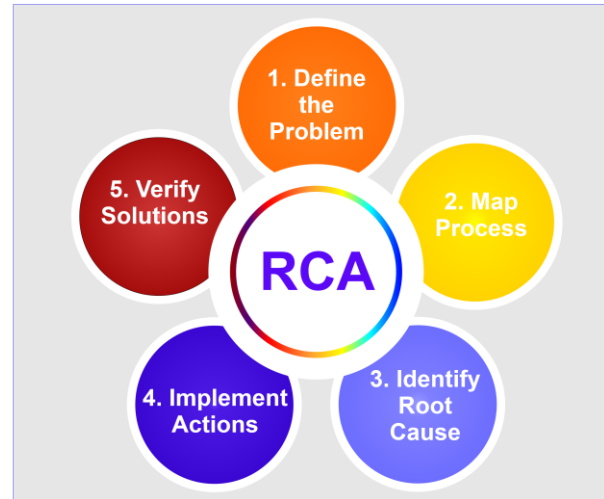 1. Define
the
Problem
2. Map
Process
3. Identify
Root
Cause
4. Implement
Actions
5. Verify
Solutions
RCA